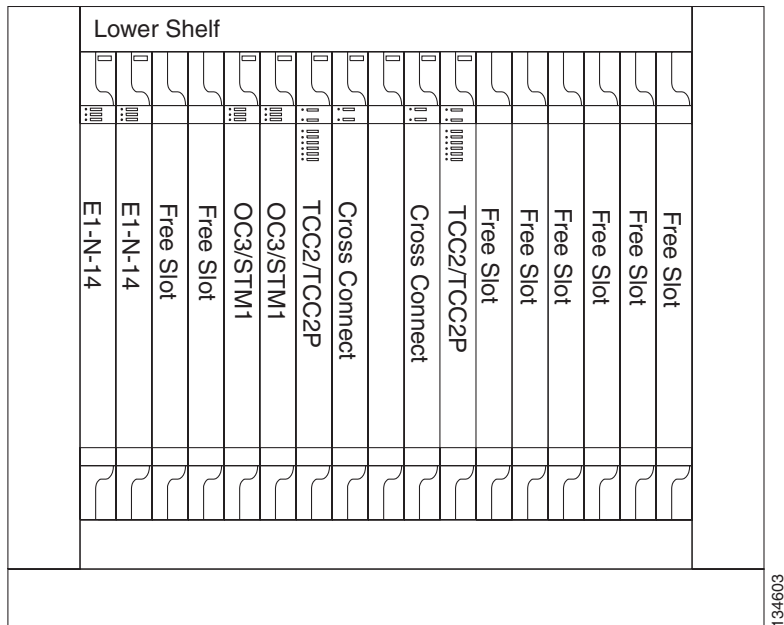 Lower Shelf
E1-N-14
E1-N-14
Free Slot
Free Slot
OC3/STM1
OC3/STM1
TCC2/TCC2P
Cross Connect
Cross Connect
TCC2/TCC2P
Free Slot
Free Slot
Free Slot
Free Slot
Free Slot
Free Slot
134603